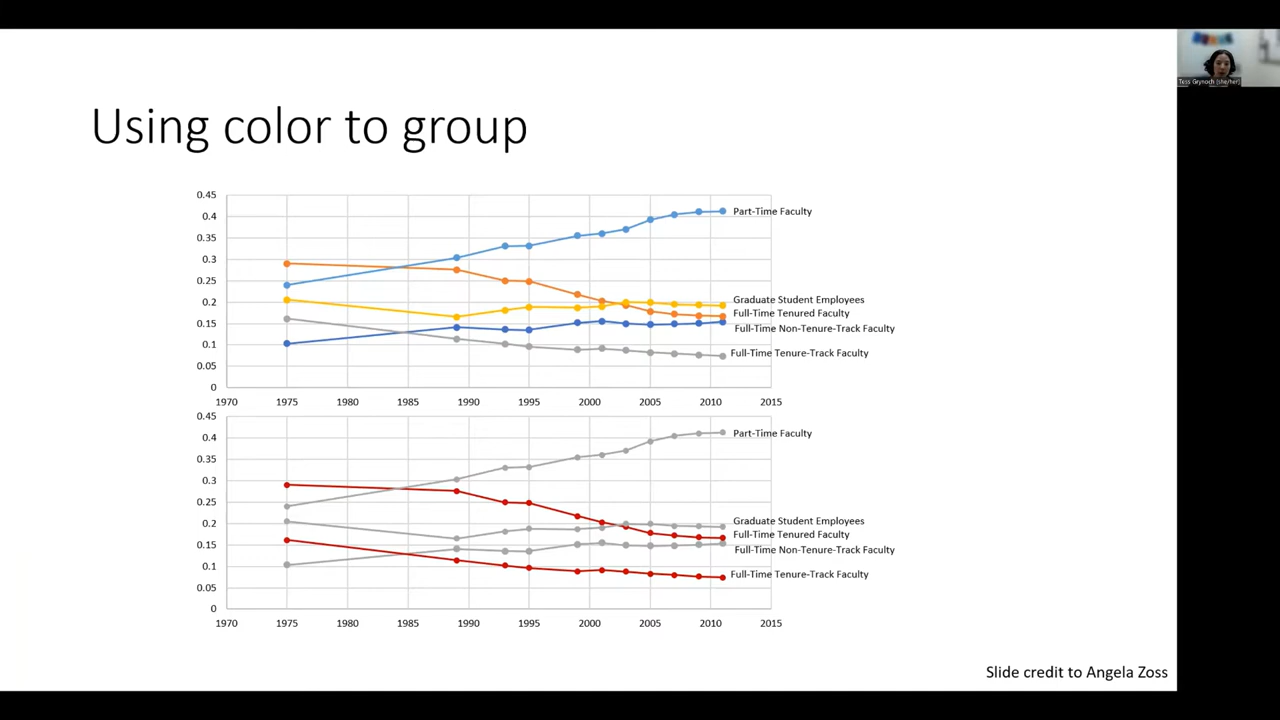 Tess Grynoch (she/her)
Using color to group
0.45
0.4
0.35
0.3
0.25
0.2
0.15
0.1
0.05
0
1970 1975 1980 1985 1990 1995 2000 2005 2010 2015
Part-Time Faculty
Graduate Student Employees
Full-Time Tenured Faculty
Full-Time Non-Tenure-Track Faculty
Full-Time Tenure-Track Faculty
0.45
0.4
0.35
0.3
0.25
0.2
0.15
0.1
0.05
0
1970 1975 1980 1985 1990 1995 2000 2005 2010 2015
Part-Time Faculty
Graduate Student Employees
Full-Time Tenured Faculty
Full-Time Non-Tenure-Track Faculty
Full-Time Tenure-Track Faculty
Slide credit to Angela Zoss